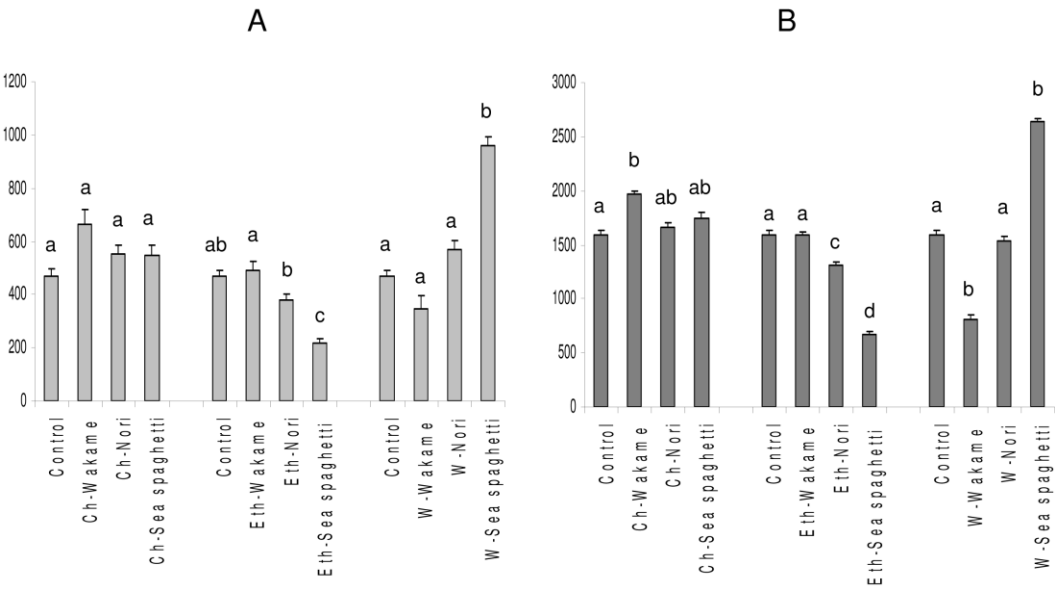 A
1200
1000
800
600
400
200
0
a
a
a
a
ab
a
b
c
a
a
a
b
Control
Ch-Wakame
Ch-Nori
Ch-Sea spaghetti
Control
Eth-Wakame
Eth-Nori
Eth-Sea spaghetti
Control
W-Wakame
W-Nori
W-Sea spaghetti
B
3000
2500
2000
1500
1000
500
0
a
b
ab
ab
a
a
c
d
a
b
a
b
Control
Ch-Wakame
Ch-Nori
Ch-Sea spaghetti
Control
Eth-Wakame
Eth-Nori
Eth-Sea spaghetti
Control
W-Wakame
W-Nori
W-Sea spaghetti